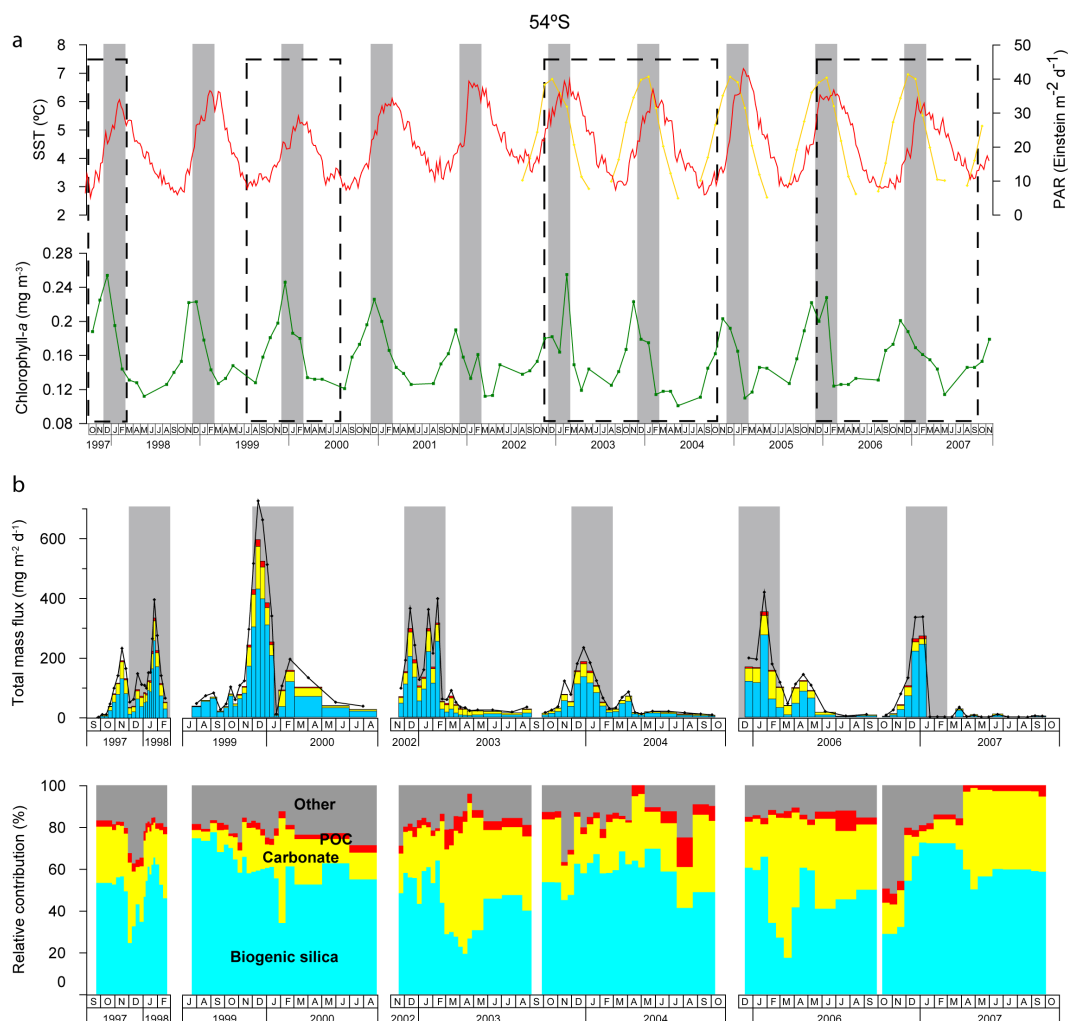 54ºS
a
8
7
6
5
4
3
2
SST (ºC)
50
40
30
20
10
0
PAR (Einstein m-2 d-1)
0.28
0.24
0.2
0.16
0.12
0.08
Chlorophyll-a (mg m-3)
O N D J F M A M J J A S O N D J F M A M J J A S O N D J F M A M J J A S O N D J F M A M J J A S O N D J F M A M J J A S O N D J F M A M J J A S O N D J F M A M J J A S O N D J F M A M J J A S O N D J F M A M J J A S O N D J F M A M J J A S O N
1997 1998 1999 2000 2001 2002 2003 2004 2005 2006 2007
b
600
400
200
0
Total mass flux (mg m-2 d-1)
S O N D J F J A S O N D J F M A M J J A N D J F M A M J J A S O N D J F M A M J J A S O D J F M A M J J A S O N D J F M A M J J A S O
1997 1998 1999 2000 2002 2003 2004 2006 2007
100
80
60
40
20
0
Relative contribution (%)
Other
POC
Carbonate
Biogenic silica
S O N D J F J A S O N D J F M A M J J A N D J F M A M J J A S O N D J F M A M J J A S O D J F M A M J J A S O N D J F M A M J J A S O
1997 1998 1999 2000 2002 2003 2004 2006 2007